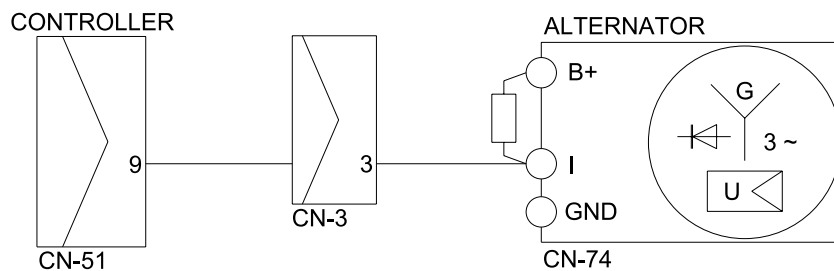 CONTROLLER
ALTERNATOR
B+
G
9
3
I
3 ~
U
GND
CN-3
CN-51
CN-74